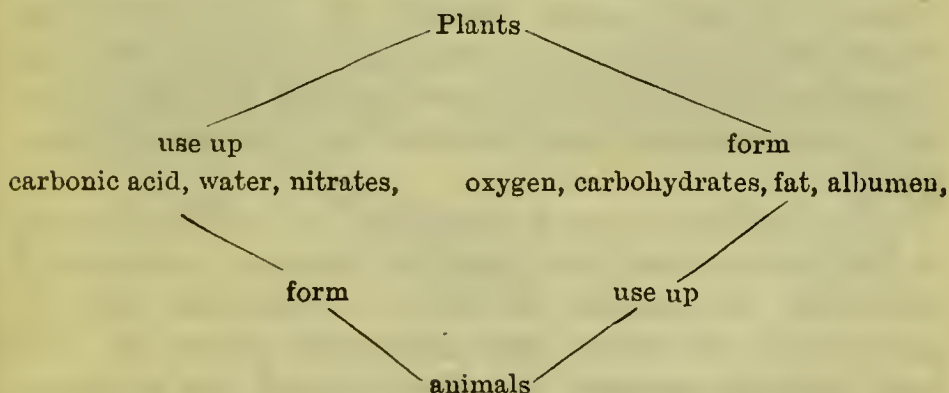 Plants
use up form
carbonic acid, water, nitrates, oxygen, carbohydrates, fat, albumen,
form use up
animals